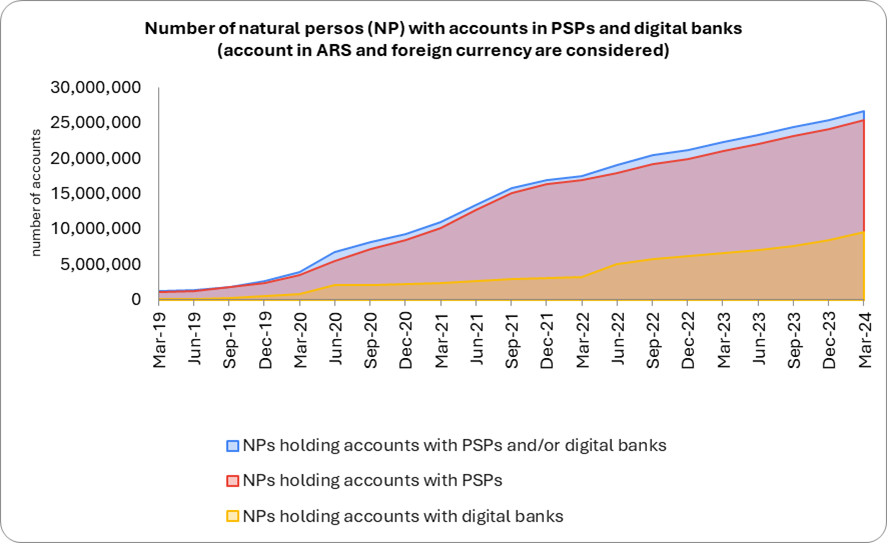 Number of natural persos (NP) with accounts in PSPs and digital banks
(account in ARS and foreign currency are considered)
number of accounts
30,000,000
25,000,000
20,000,000
15,000,000
10,000,000
5,000,000
0
Mar-19
Jun-19
Sep-19
Dec-19
Mar-20
Jun-20
Sep-20
Dec-20
Mar-21
Jun-21
Sep-21
Dec-21
Mar-22
Jun-22
Sep-22
Dec-22
Mar-23
Jun-23
Sep-23
Dec-23
Mar-24
NPs holding accounts with PSPs and/or digital banks
NPs holding accounts with PSPs
NPs holding accounts with digital banks